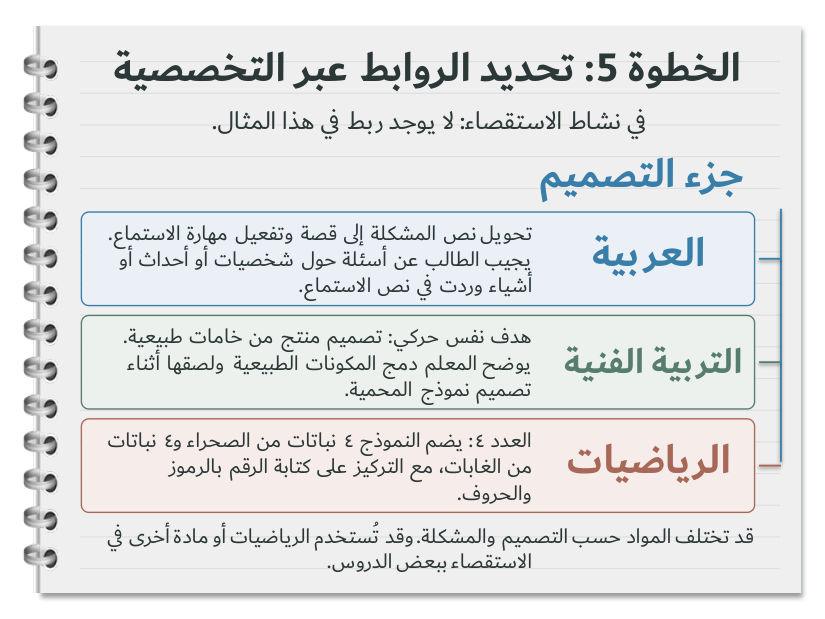 الخطوة 5: تحديد الروابط عبر التخصصية
في نشاط الاستقصاء: لا يوجد ربط في هذا المثال.
جزء التصميم
العربية
تحويل نص المشكلة إلى قصة وتفعيل مهارة الاستماع.
يجيب الطالب عن أسئلة حول شخصيات أو أحداث أو
أشياء وردت في نص الاستماع.
التربية الفنية
هدف نفس حركي: تصميم منتج من خامات طبيعية.
يوضح المعلم دمج المكونات الطبيعية ولصقها أثناء
تصميم نموذج المحمية.
الرياضيات
العدد ٤: يضم النموذج ٤ نباتات من الصحراء و٤ نباتات
من الغابات، مع التركيز على كتابة الرقم بالرموز
والحروف.
قد تختلف المواد حسب التصميم والمشكلة. وقد تُستخدم الرياضيات أو مادة أخرى في
الاستقصاء ببعض الدروس.